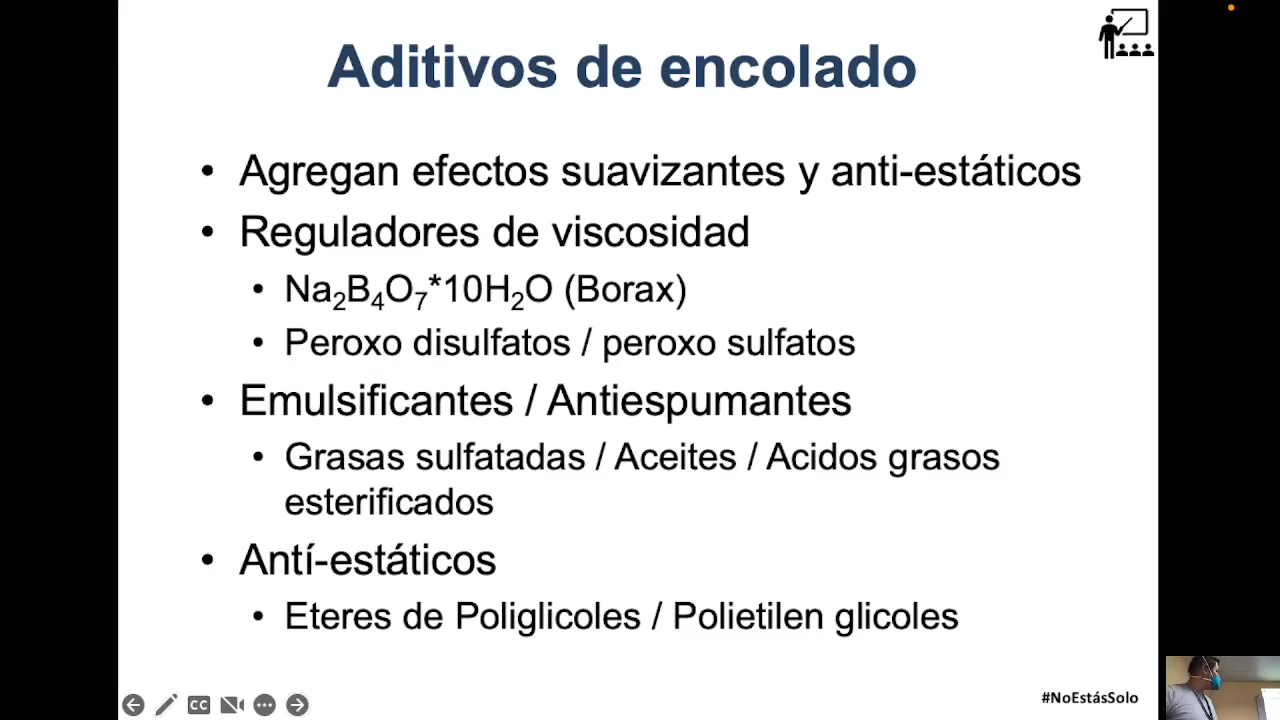 Aditivos de encolado
• Agregan efectos suavizantes y anti-estáticos
• Reguladores de viscosidad
• Na₂B₄O₇*10H₂O (Borax)
• Peroxo disulfatos / peroxo sulfatos
• Emulsificantes / Antiespumantes
• Grasas sulfatadas / Aceites / Acidos grasos
esterificados
• Antí-estáticos
• Eteres de Poliglicoles / Polietilen glicoles
CC
#NoEstásSolo